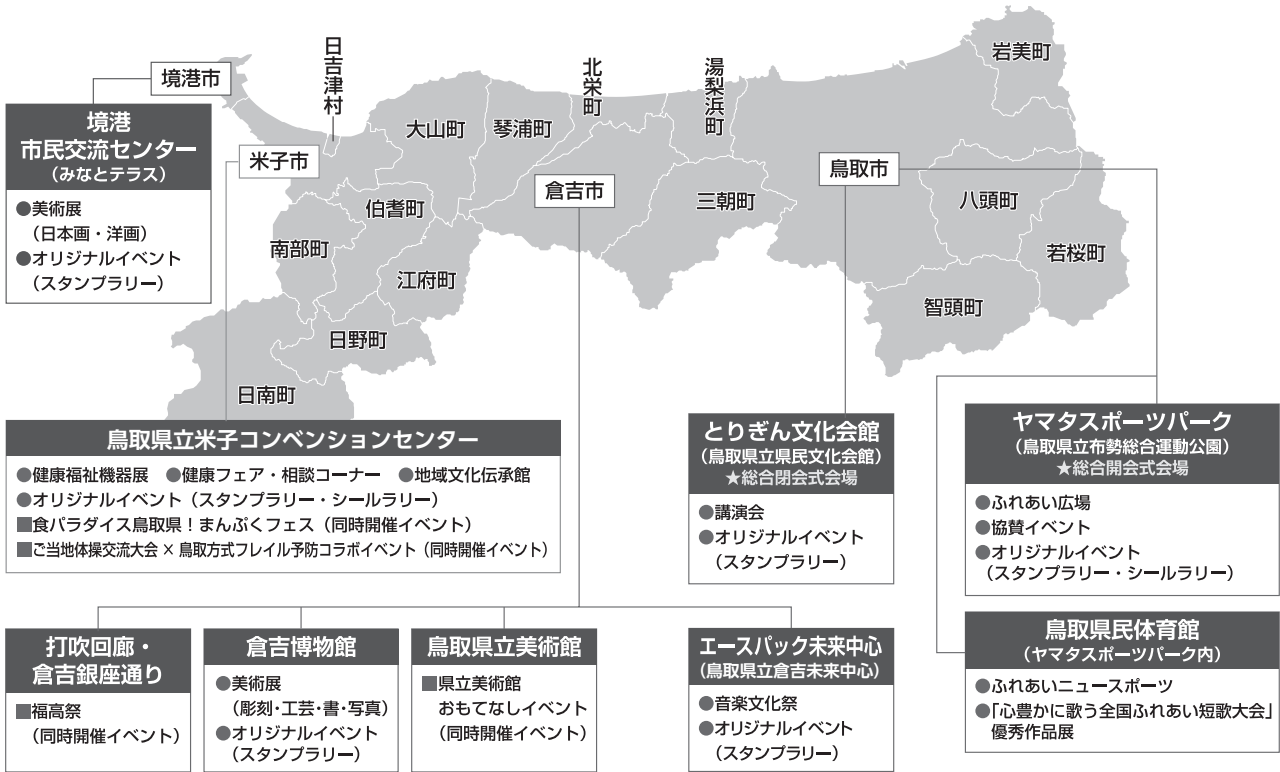 境港市
日吉津村
北栄町
湯梨浜町
岩美町
大山町
琴浦町
米子市
倉吉市
鳥取市
三朝町
八頭町
伯耆町
南部町
若桜町
江府町
智頭町
日野町
日南町
境港
市民交流センター
（みなとテラス）
●美術展
（日本画・洋画）
●オリジナルイベント
（スタンプラリー）
鳥取県立米子コンベンションセンター
●健康福祉機器展 ●健康フェア・相談コーナー ●地域文化伝承館
●オリジナルイベント（スタンプラリー・シールラリー）
■食パラダイス鳥取県！まんぷくフェス（同時開催イベント）
■ご当地体操交流大会 × 鳥取方式フレイル予防コラボイベント（同時開催イベント）
とりぎん文化会館
（鳥取県立県民文化会館）
★総合閉会式会場
●講演会
●オリジナルイベント
（スタンプラリー）
ヤマタスポーツパーク
（鳥取県立布勢総合運動公園）
★総合開会式会場
●ふれあい広場
●協賛イベント
●オリジナルイベント
（スタンプラリー・シールラリー）
打吹回廊・
倉吉銀座通り
■福高祭
（同時開催イベント）
倉吉博物館
●美術展
（彫刻・工芸・書・写真）
●オリジナルイベント
（スタンプラリー）
鳥取県立美術館
■県立美術館
おもてなしイベント
（同時開催イベント）
エースパック未来中心
（鳥取県立倉吉未来中心）
●音楽文化祭
●オリジナルイベント
（スタンプラリー）
鳥取県民体育館
（ヤマタスポーツパーク内）
●ふれあいニュースポーツ
●「心豊かに歌う全国ふれあい短歌大会」
優秀作品展